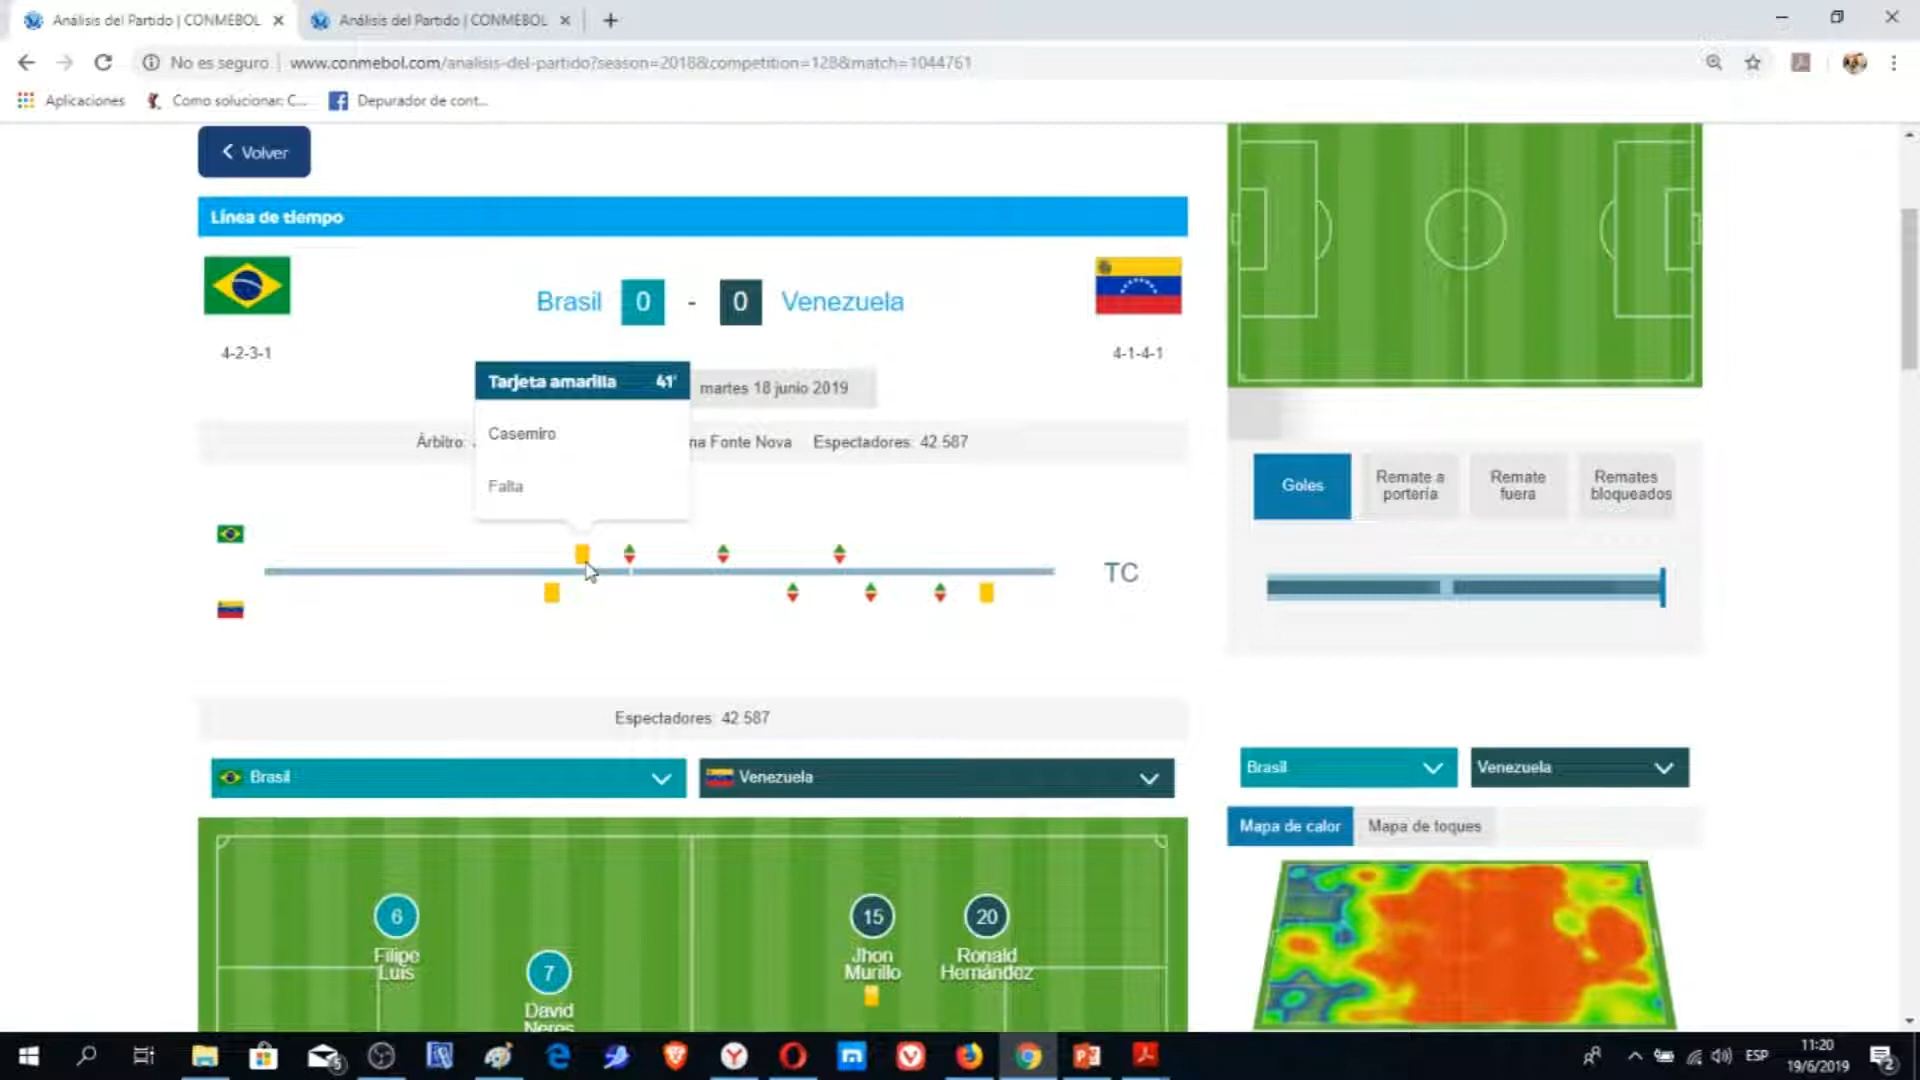 Análisis del Partido | CONMEBOL
Análisis del Partido | CONMEBOL
No es seguro
www.conmebol.com/analisis-del-partido?season=2018&competition=128&match=1044761
Aplicaciones
Como solucionar: C...
Depurador de cont...
Volver
Línea de tiempo
Brasil 0 - 0 Venezuela
4-2-3-1
4-1-4-1
Tarjeta amarilla 41'
martes 18 junio 2019
Casemiro
Árbitro:
na Fonte Nova
Espectadores: 42.587
Falta
TC
Espectadores: 42.587
Brasil
Venezuela
6
Filipe
Luis
7
David
Neres
15
Jhon
Murillo
20
Ronald
Hernández
Goles
Remate a
portería
Remate
fuera
Remates
bloqueados
Brasil
Venezuela
Mapa de calor
Mapa de toques
5
ESP
11:20
19/6/2019
2